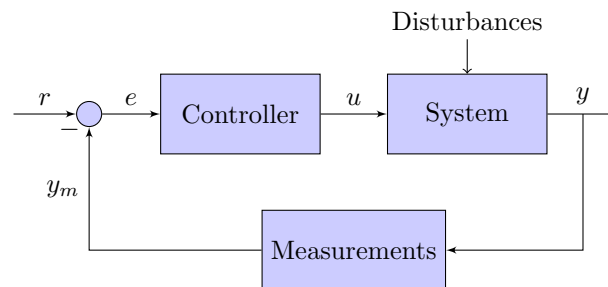 Disturbances
r
e
Controller
u
System
y
−
y_m
Measurements